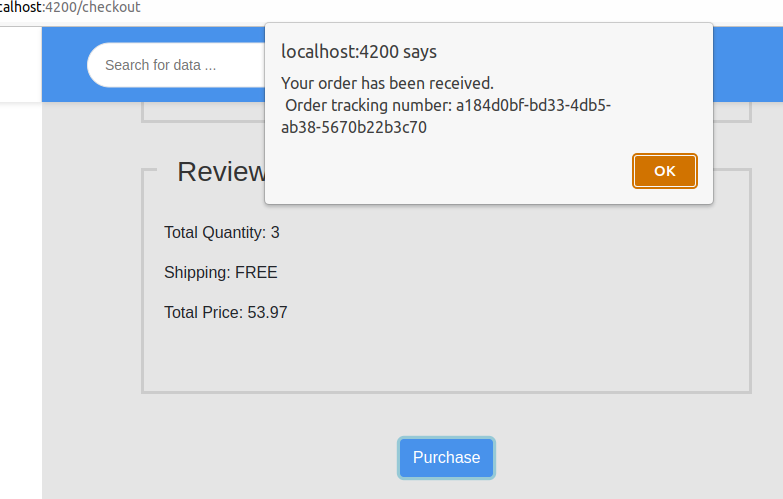 calhost:4200/checkout
Search for data ...
localhost:4200 says
Your order has been received.
Order tracking number: a184d0bf-bd33-4db5-
ab38-5670b22b3c70
OK
Review
Total Quantity: 3
Shipping: FREE
Total Price: 53.97
Purchase